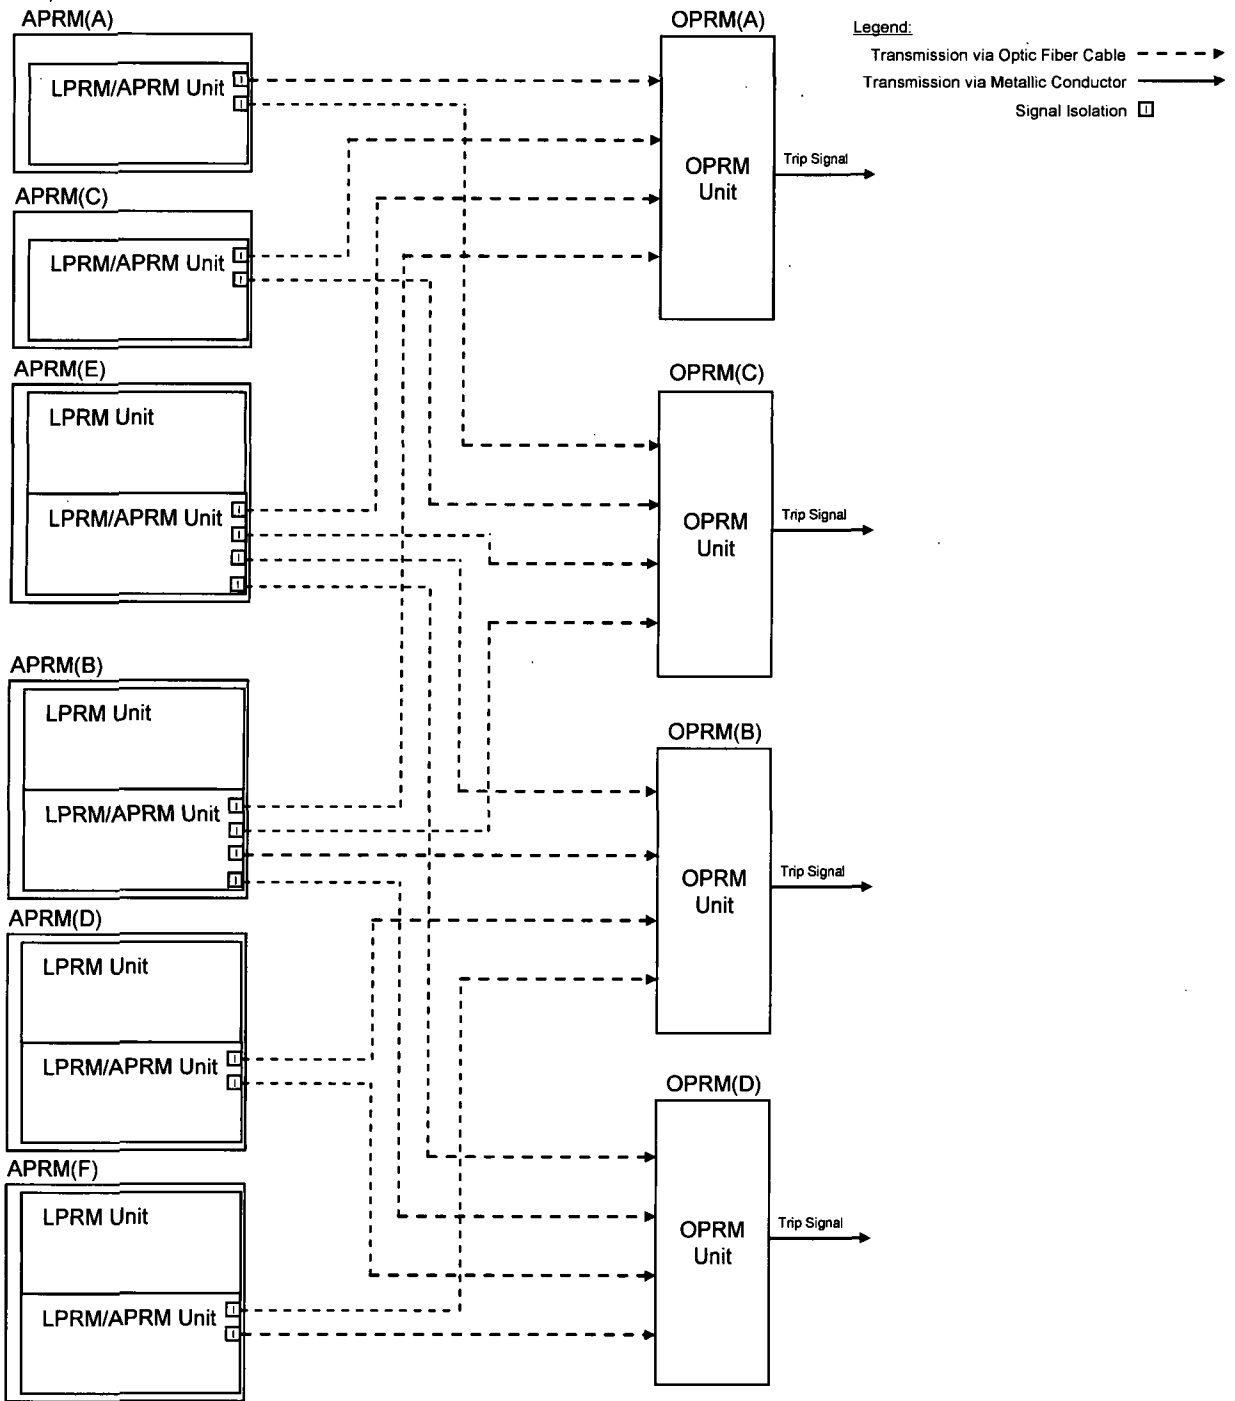 APRM(A)
LPRM/APRM Unit
I
I
APRM(C)
LPRM/APRM Unit
I
I
APRM(E)
LPRM Unit
LPRM/APRM Unit
I
I
I
I
APRM(B)
LPRM Unit
LPRM/APRM Unit
I
I
I
I
APRM(D)
LPRM Unit
LPRM/APRM Unit
I
I
APRM(F)
LPRM Unit
LPRM/APRM Unit
I
I
OPRM(A)
OPRM
Unit
Trip Signal
OPRM(C)
OPRM
Unit
Trip Signal
OPRM(B)
OPRM
Unit
Trip Signal
OPRM(D)
OPRM
Unit
Trip Signal
Legend:
Transmission via Optic Fiber Cable
Transmission via Metallic Conductor
Signal Isolation I